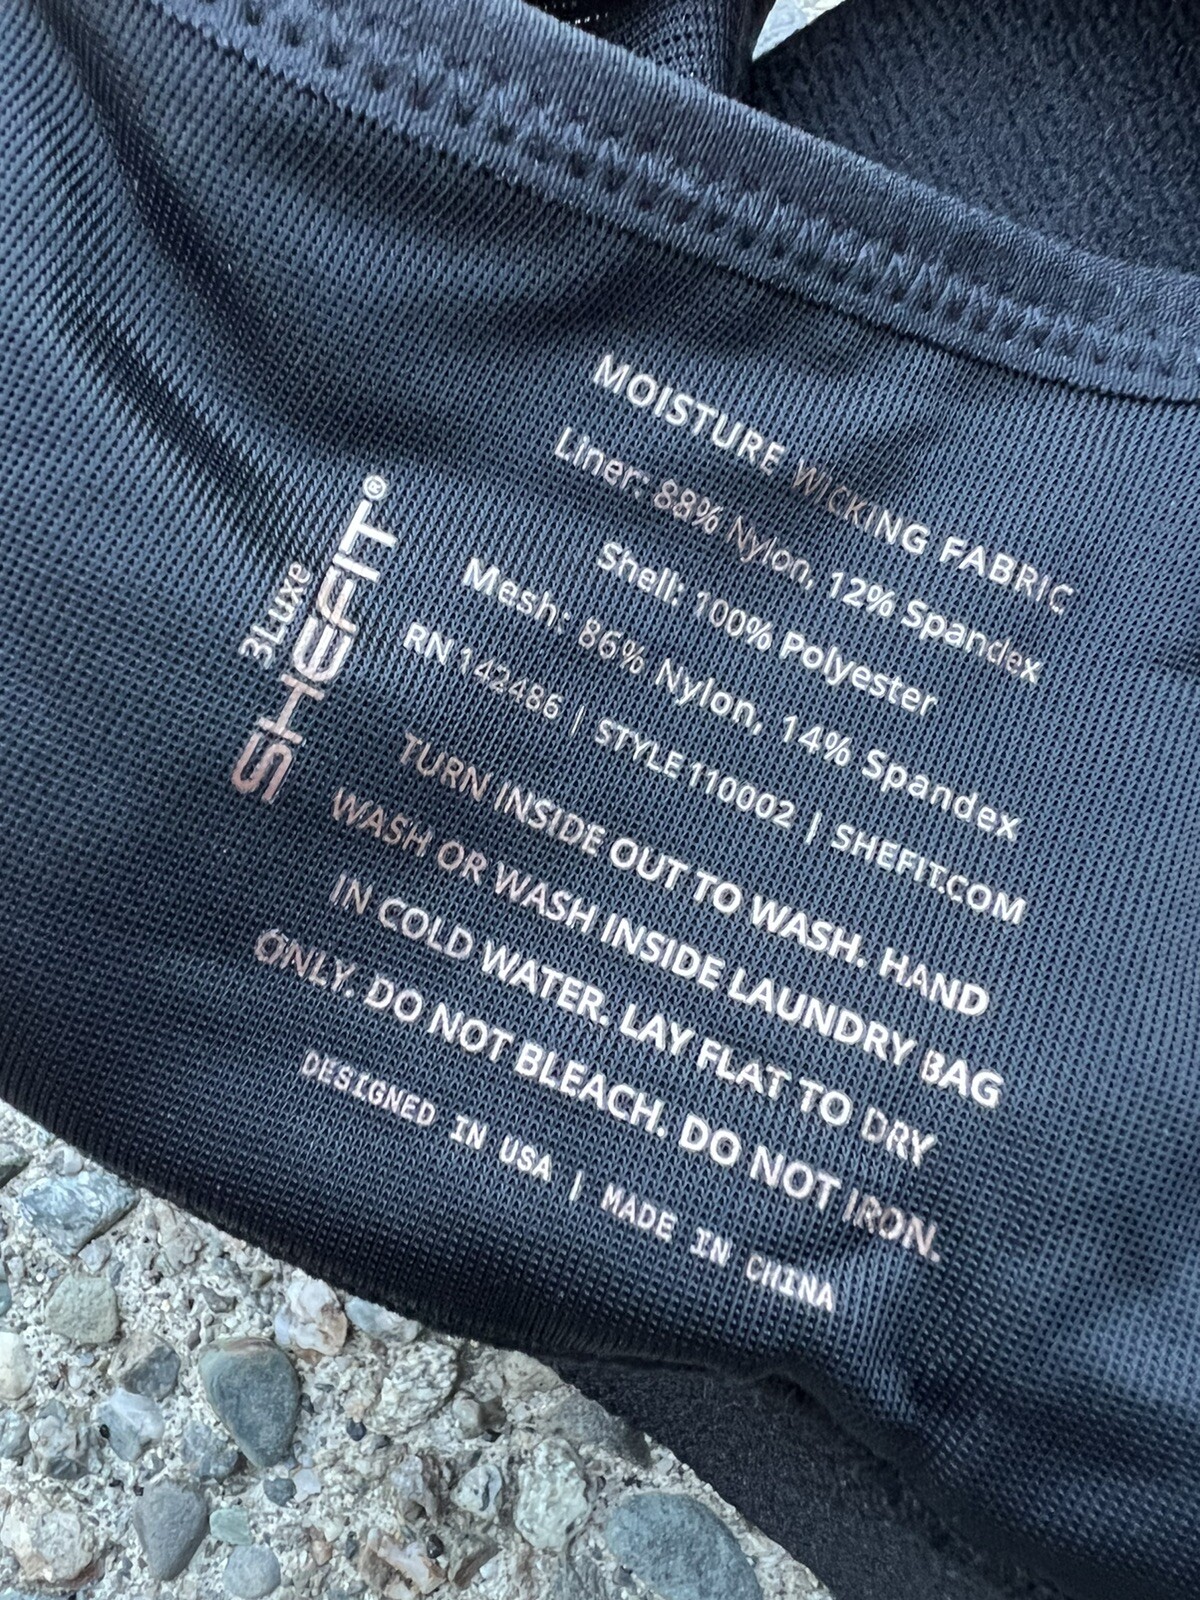 MOISTURE WICKING FABRIC
Liner: 88% Nylon, 12% Spandex
Shell: 100% Polyester
Mesh: 86% Nylon, 14% Spandex
RN 142486 | STYLE 110002 | SHEFIT.COM
TURN INSIDE OUT TO WASH. HAND
WASH OR WASH INSIDE LAUNDRY BAG
IN COLD WATER. LAY FLAT TO DRY
ONLY. DO NOT BLEACH. DO NOT IRON.
DESIGNED IN USA | MADE IN CHINA
3Luxe
SHEFIT®